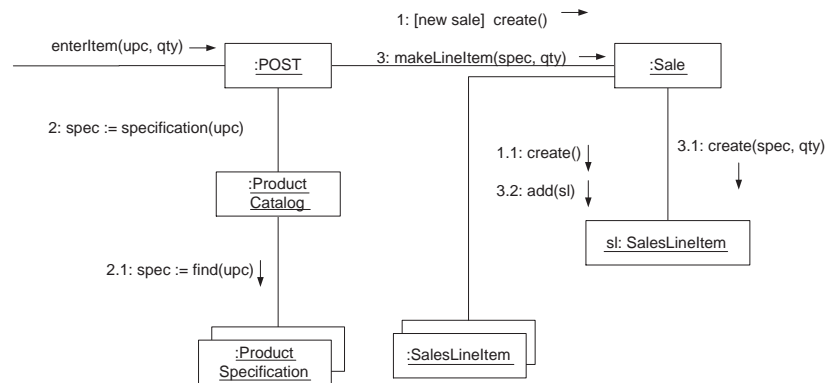 1: [new sale] create()
enterItem(upc, qty)
:POST
3: makeLineItem(spec, qty)
:Sale
2: spec := specification(upc)
1.1: create()
3.1: create(spec, qty)
:Product
Catalog
3.2: add(sl)
sl: SalesLineItem
2.1: spec := find(upc)
:Product
Specification
:SalesLineItem